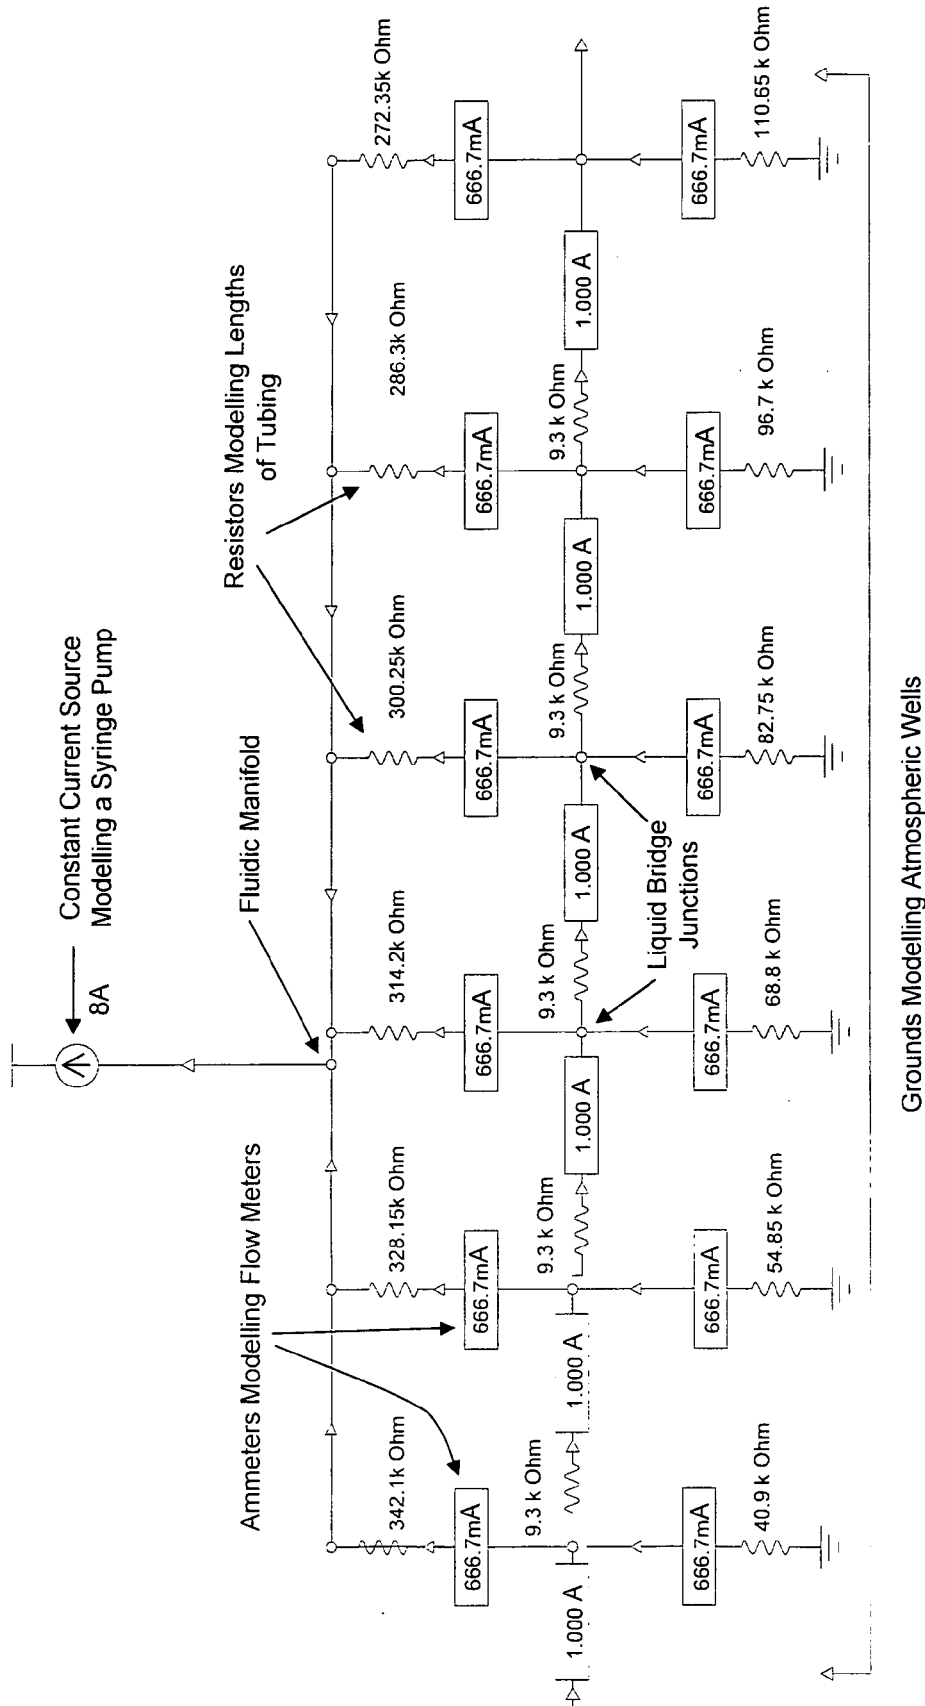 Constant Current Source
Modelling a Syringe Pump
8A
Fluidic Manifold
Resistors Modelling Lengths
of Tubing
Ammeters Modelling Flow Meters
342.1k Ohm
328.15k Ohm
314.2k Ohm
300.25k Ohm
286.3k Ohm
272.35k Ohm
666.7mA
666.7mA
666.7mA
666.7mA
666.7mA
666.7mA
9.3 k Ohm
9.3 k Ohm
9.3 k Ohm
9.3 k Ohm
9.3 k Ohm
1.000 A
1.000 A
1.000 A
1.000 A
1.000 A
1.000 A
Liquid Bridge
Junctions
666.7mA
666.7mA
666.7mA
666.7mA
666.7mA
666.7mA
40.9 k Ohm
54.85 k Ohm
68.8 k Ohm
82.75 k Ohm
96.7 k Ohm
110.65 k Ohm
Grounds Modelling Atmospheric Wells